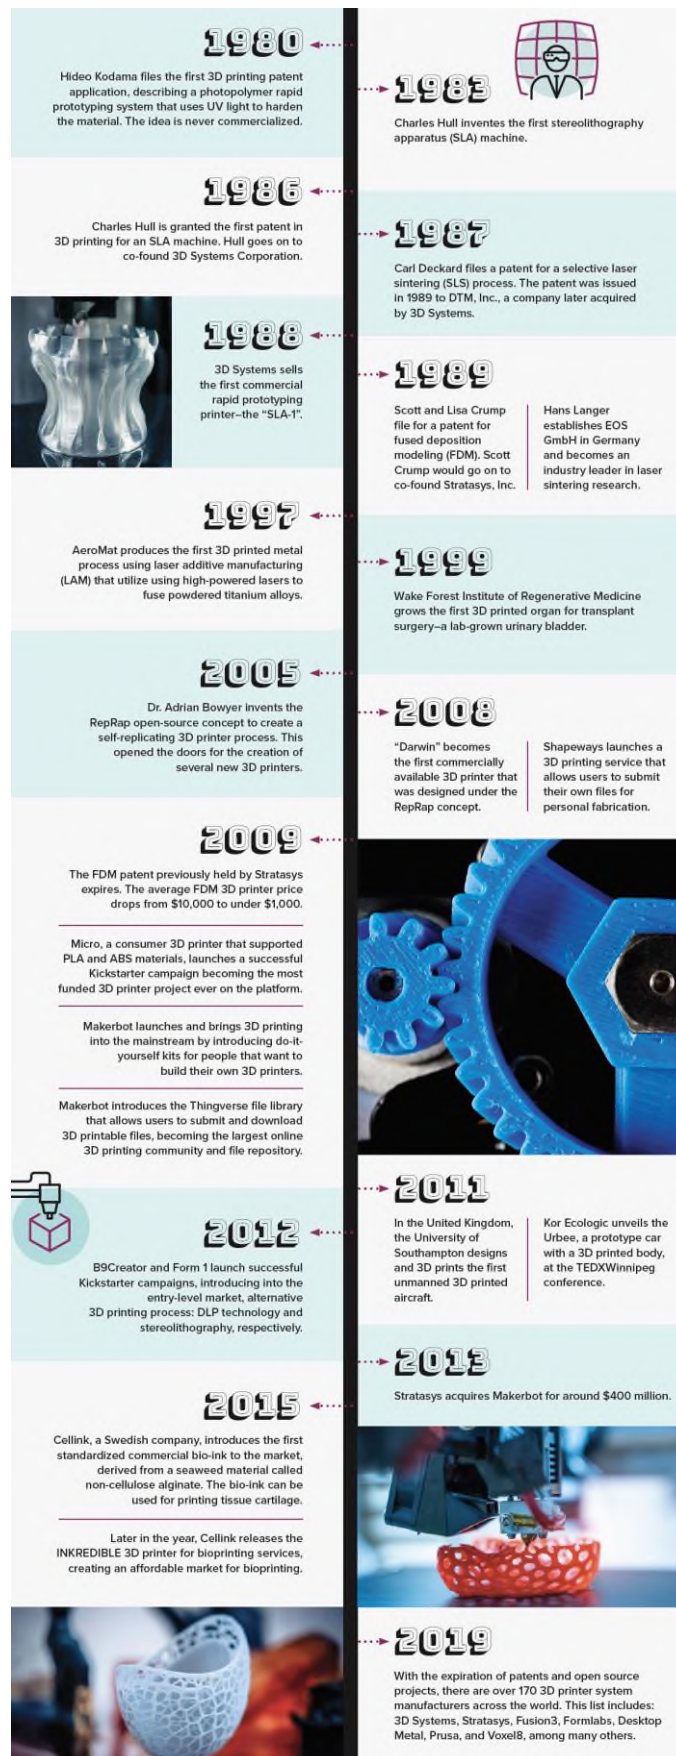 1980
Hideo Kodama files the first 3D printing patent
application, describing a photopolymer rapid
prototyping system that uses UV light to harden
the material. The idea is never commercialized.
1983
Charles Hull inventes the first stereolithography
apparatus (SLA) machine.
1986
Charles Hull is granted the first patent in
3D printing for an SLA machine. Hull goes on to
co-found 3D Systems Corporation.
1987
Carl Deckard files a patent for a selective laser
sintering (SLS) process. The patent was issued
in 1989 to DTM, Inc., a company later acquired
by 3D Systems.
1988
3D Systems sells
the first commercial
rapid prototyping
printer–the “SLA-1”.
1989
Scott and Lisa Crump
file for a patent for
fused deposition
modeling (FDM). Scott
Crump would go on to
co-found Stratasys, Inc.
Hans Langer
establishes EOS
GmbH in Germany
and becomes an
industry leader in laser
sintering research.
1997
AeroMat produces the first 3D printed metal
process using laser additive manufacturing
(LAM) that utilize using high-powered lasers to
fuse powdered titanium alloys.
1999
Wake Forest Institute of Regenerative Medicine
grows the first 3D printed organ for transplant
surgery–a lab-grown urinary bladder.
2005
Dr. Adrian Bowyer invents the
RepRap open-source concept to create a
self-replicating 3D printer process. This
opened the doors for the creation of
several new 3D printers.
2008
“Darwin” becomes
the first commercially
available 3D printer that
was designed under the
RepRap concept.
Shapeways launches a
3D printing service that
allows users to submit
their own files for
personal fabrication.
2009
The FDM patent previously held by Stratasys
expires. The average FDM 3D printer price
drops from $10,000 to under $1,000.
Micro, a consumer 3D printer that supported
PLA and ABS materials, launches a successful
Kickstarter campaign becoming the most
funded 3D printer project ever on the platform.
Makerbot launches and brings 3D printing
into the mainstream by introducing do-it-
yourself kits for people that want to
build their own 3D printers.
Makerbot introduces the Thingverse file library
that allows users to submit and download
3D printable files, becoming the largest online
3D printing community and file repository.
2011
In the United Kingdom,
the University of
Southampton designs
and 3D prints the first
unmanned 3D printed
aircraft.
Kor Ecologic unveils the
Urbee, a prototype car
with a 3D printed body,
at the TEDXWinnipeg
conference.
2012
B9Creator and Form 1 launch successful
Kickstarter campaigns, introducing into the
entry-level market, alternative
3D printing process: DLP technology and
stereolithography, respectively.
2013
Stratasys acquires Makerbot for around $400 million.
2015
Cellink, a Swedish company, introduces the first
standardized commercial bio-ink to the market,
derived from a seaweed material called
non-cellulose alginate. The bio-ink can be
used for printing tissue cartilage.
Later in the year, Cellink releases the
INKREDIBLE 3D printer for bioprinting services,
creating an affordable market for bioprinting.
2019
With the expiration of patents and open source
projects, there are over 170 3D printer system
manufacturers across the world. This list includes:
3D Systems, Stratasys, Fusion3, Formlabs, Desktop
Metal, Prusa, and Voxel8, among many others.